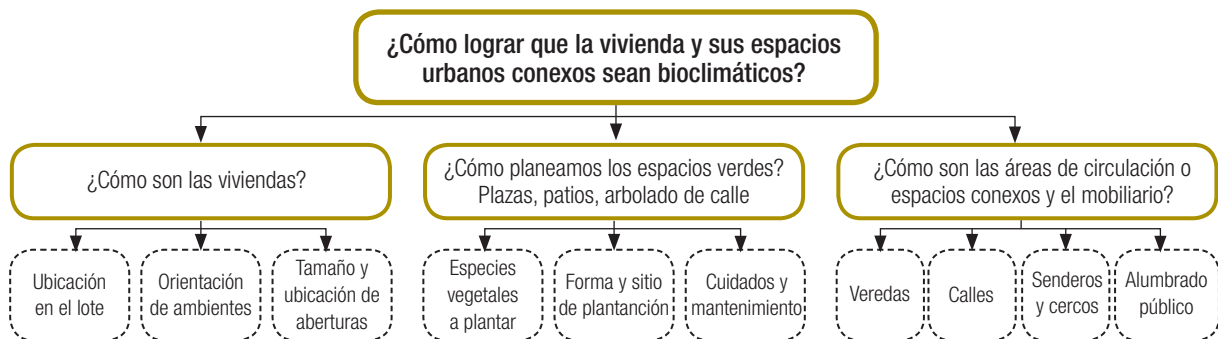 ¿Cómo lograr que la vivienda y sus espacios
urbanos conexos sean bioclimáticos?
¿Cómo son las viviendas?
¿Cómo planeamos los espacios verdes?
Plazas, patios, arbolado de calle
¿Cómo son las áreas de circulación o
espacios conexos y el mobiliario?
Ubicación
en el lote
Orientación
de ambientes
Tamaño y
ubicación de
aberturas
Especies
vegetales
a plantar
Forma y sitio
de plantanción
Cuidados y
mantenimiento
Veredas
Calles
Senderos
y cercos
Alumbrado
público